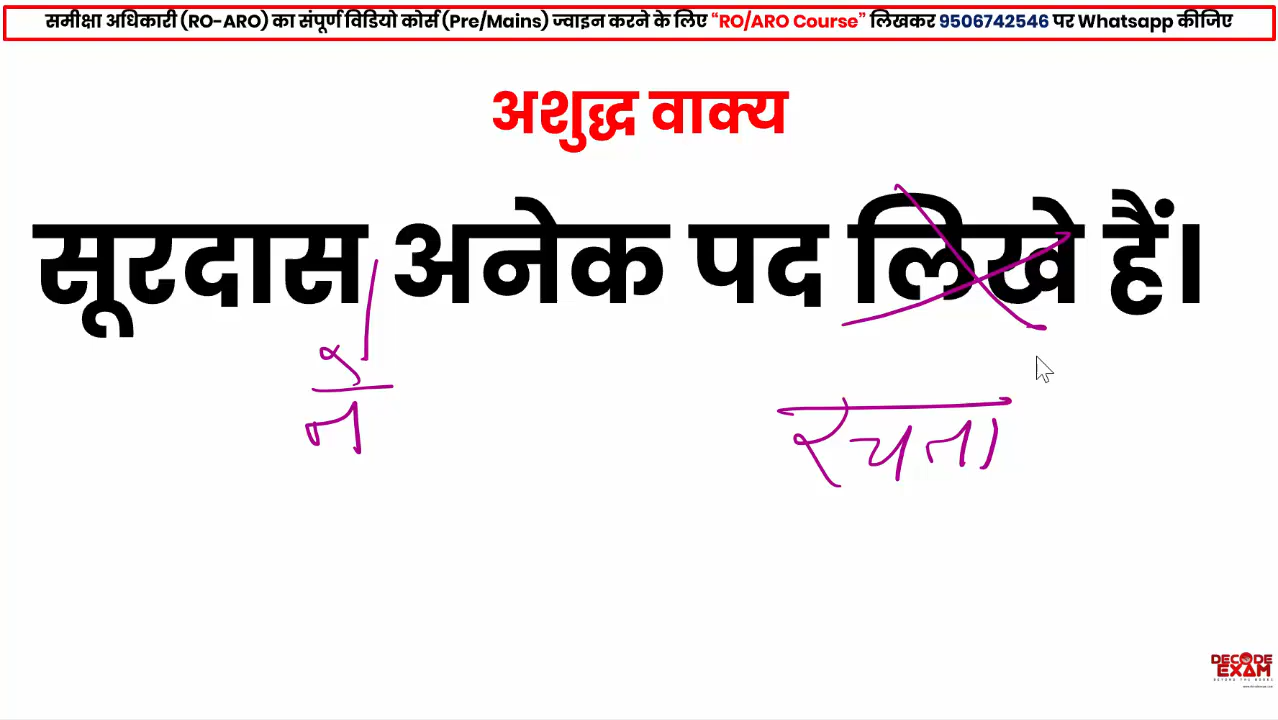 समीक्षा अधिकारी (RO-ARO) का संपूर्ण विडियो कोर्स (Pre/Mains) ज्वाइन करने के लिए “RO/ARO Course” लिखकर 9506742546 पर Whatsapp कीजिए
अशुद्ध वाक्य
सूरदास अनेक पद लिखे हैं।
ने
रचना
DECODE EXAM